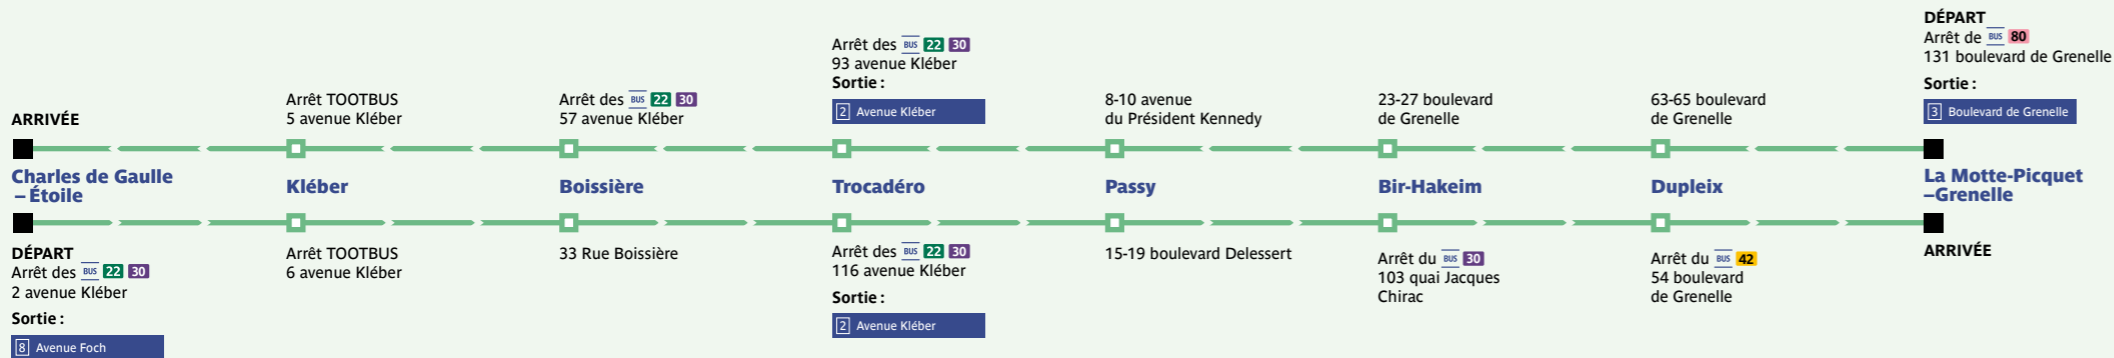 DÉPART
Arrêt de BUS 80
131 boulevard de Grenelle
Sortie :
3 Boulevard de Grenelle
Arrêt des BUS 22 30
93 avenue Kléber
Sortie :
2 Avenue Kléber
ARRIVÉE
Arrêt TOOTBUS
5 avenue Kléber
Arrêt des BUS 22 30
57 avenue Kléber
8-10 avenue
du Président Kennedy
23-27 boulevard
de Grenelle
63-65 boulevard
de Grenelle
Charles de Gaulle
– Étoile
Kléber
Boissière
Trocadéro
Passy
Bir-Hakeim
Dupleix
La Motte-Picquet
–Grenelle
DÉPART
Arrêt des BUS 22 30
2 avenue Kléber
Sortie :
8 Avenue Foch
Arrêt TOOTBUS
6 avenue Kléber
33 Rue Boissière
Arrêt des BUS 22 30
116 avenue Kléber
Sortie :
2 Avenue Kléber
15-19 boulevard Delessert
Arrêt du BUS 30
103 quai Jacques
Chirac
Arrêt du BUS 42
54 boulevard
de Grenelle
ARRIVÉE